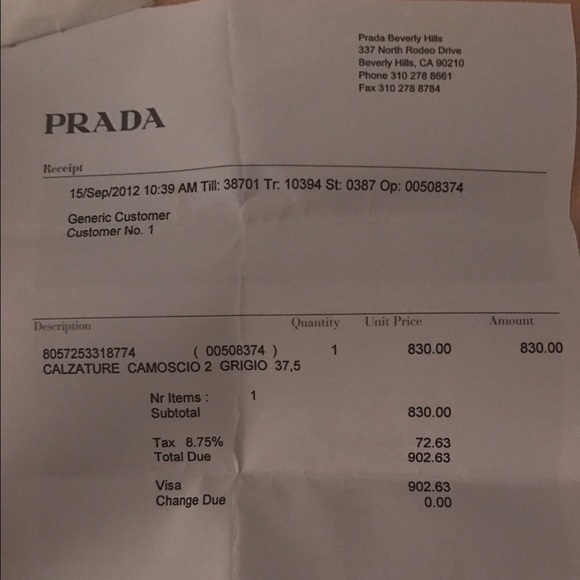 Prada Beverly Hills
337 North Rodeo Drive
Beverly Hills, CA 90210
Phone 310 278 8661
Fax 310 278 8784
PRADA
Receipt
15/Sep/2012 10:39 AM Till: 38701 Tr: 10394 St: 0387 Op: 00508374
Generic Customer
Customer No. 1
Description Quantity Unit Price Amount
8057253318774 ( 00508374 ) 1 830.00 830.00
CALZATURE CAMOSCIO 2 GRIGIO 37,5
Nr Items : 1
Subtotal 830.00
Tax 8.75% 72.63
Total Due 902.63
Visa 902.63
Change Due 0.00